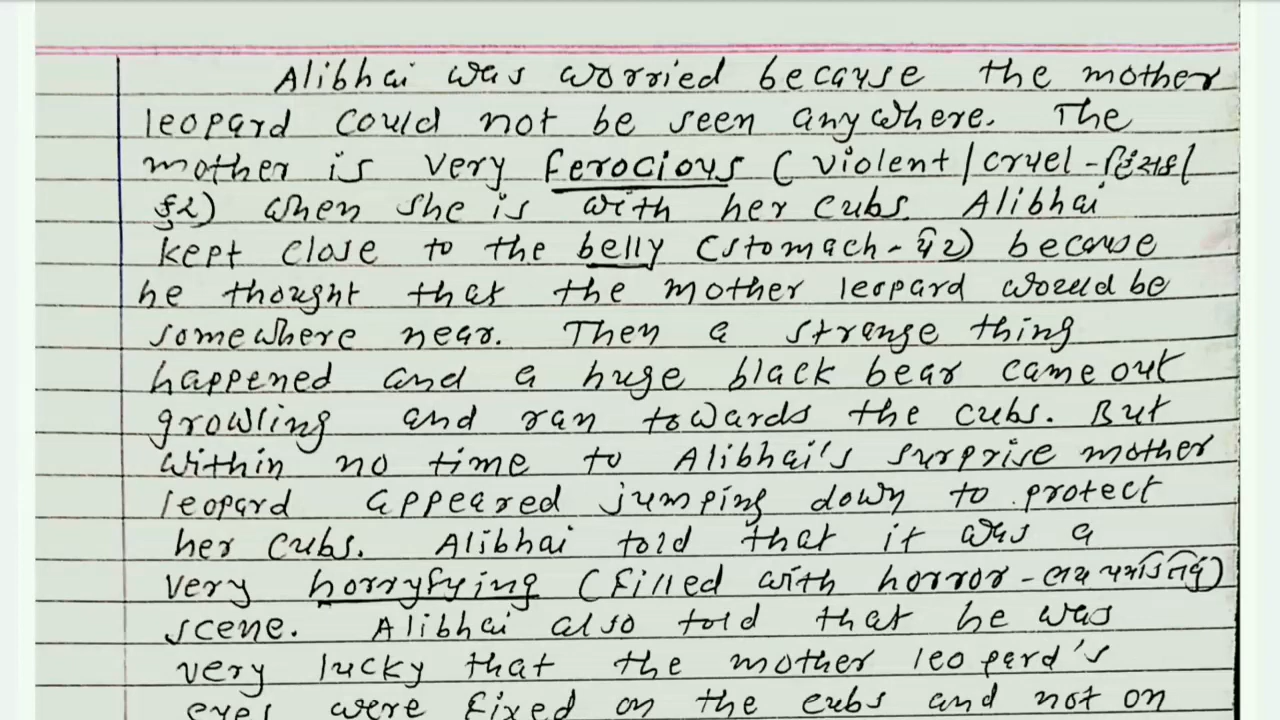 Alibhai was worried because the mother
leopard could not be seen anywhere. The
mother is very ferocious (violent/cruel - હિંસક/
ક્રૂર) when she is with her cubs. Alibhai
kept close to the belly (stomach - પેટ) because
he thought that the mother leopard would be
somewhere near. Then a strange thing
happened and a huge black bear came out
growling and ran towards the cubs. But
within no time to Alibhai's surprise mother
leopard appeared jumping down to protect
her cubs. Alibhai told that it was a
very horryfying (filled with horror -
scene. Alibhai also told that he was
very lucky that the mother leopard's
eyes were fixed on the cubs and not on